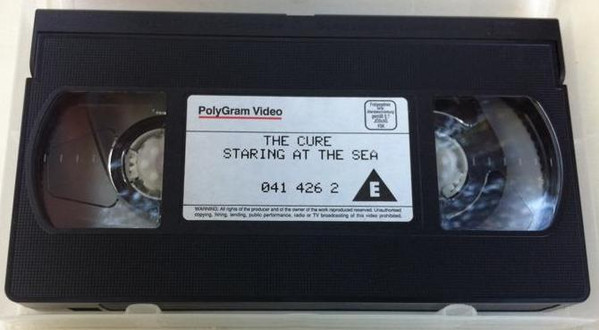 PolyGram Video
THE CURE
STARING AT THE SEA
041 426 2
E
WARNING: All rights of the producer and of the owner of the work reproduced reserved. Unauthorised
copying, hiring, lending, public performance, radio or TV broadcasting of this video prohibited.